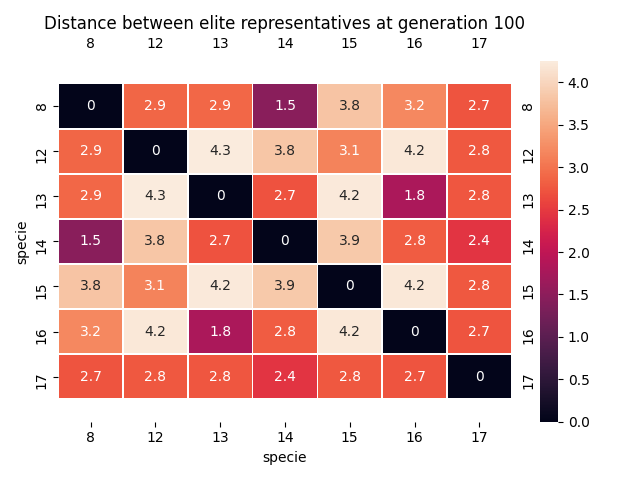 Distance between elite representatives at generation 100
8 12 13 14 15 16 17
8 0 2.9 2.9 1.5 3.8 3.2 2.7 8
12 2.9 0 4.3 3.8 3.1 4.2 2.8 12
13 2.9 4.3 0 2.7 4.2 1.8 2.8 13
14 1.5 3.8 2.7 0 3.9 2.8 2.4 14
15 3.8 3.1 4.2 3.9 0 4.2 2.8 15
16 3.2 4.2 1.8 2.8 4.2 0 2.7 16
17 2.7 2.8 2.8 2.4 2.8 2.7 0 17
8 12 13 14 15 16 17
specie
specie
4.0
3.5
3.0
2.5
2.0
1.5
1.0
0.5
0.0